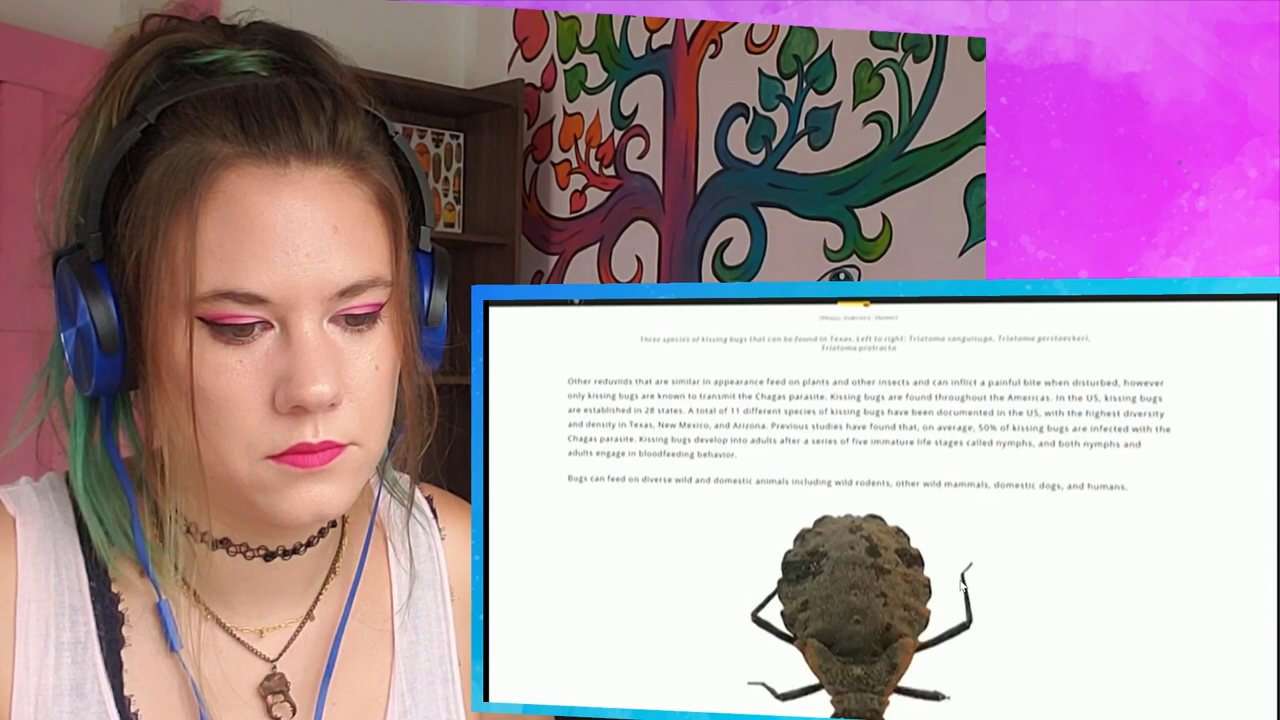 Three species of kissing bugs that can be found in Texas. Left to right: Triatoma sanguisuga, Triatoma gerstaeckeri,
Triatoma protracta
Other reduviids that are similar in appearance feed on plants and other insects and can inflict a painful bite when disturbed, however
only kissing bugs are known to transmit the Chagas parasite. Kissing bugs are found throughout the Americas. In the US, kissing bugs
are established in 28 states. A total of 11 different species of kissing bugs have been documented in the US, with the highest diversity
and density in Texas, New Mexico, and Arizona. Previous studies have found that, on average, 50% of kissing bugs are infected with the
Chagas parasite. Kissing bugs develop into adults after a series of five immature life stages called nymphs, and both nymphs and
adults engage in bloodfeeding behavior.
Bugs can feed on diverse wild and domestic animals including wild rodents, other wild mammals, domestic dogs, and humans.